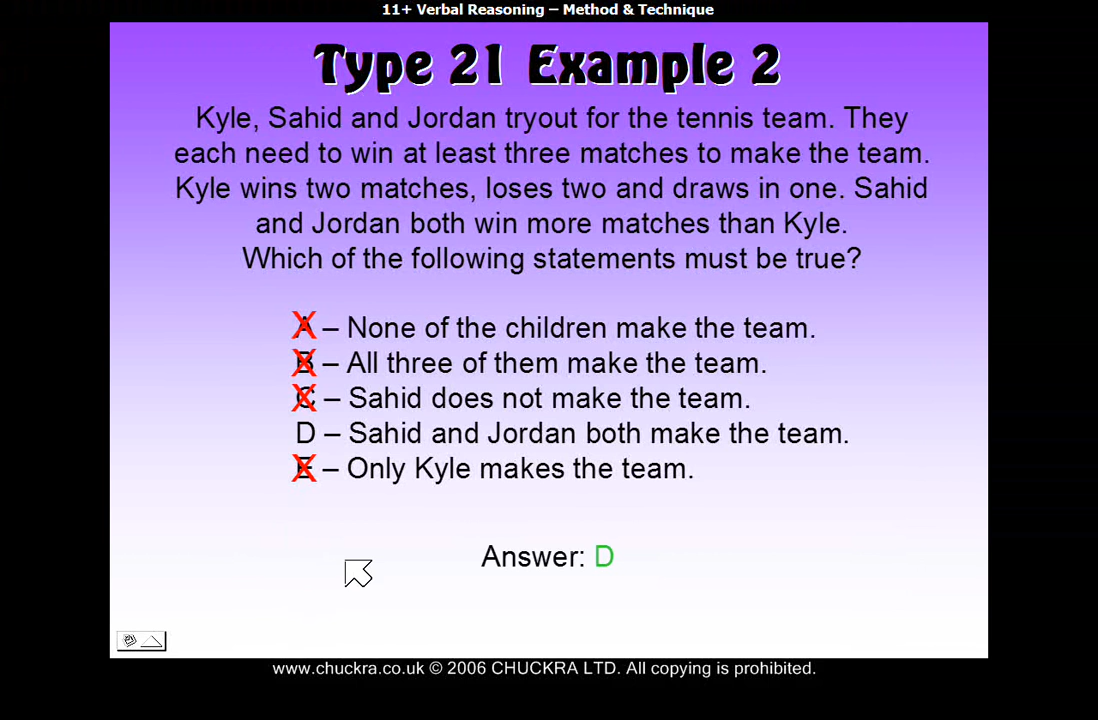 11+ Verbal Reasoning – Method & Technique
Type 21 Example 2
Kyle, Sahid and Jordan tryout for the tennis team. They
each need to win at least three matches to make the team.
Kyle wins two matches, loses two and draws in one. Sahid
and Jordan both win more matches than Kyle.
Which of the following statements must be true?
A – None of the children make the team.
B – All three of them make the team.
C – Sahid does not make the team.
D – Sahid and Jordan both make the team.
E – Only Kyle makes the team.
Answer: D
www.chuckra.co.uk © 2006 CHUCKRA LTD. All copying is prohibited.